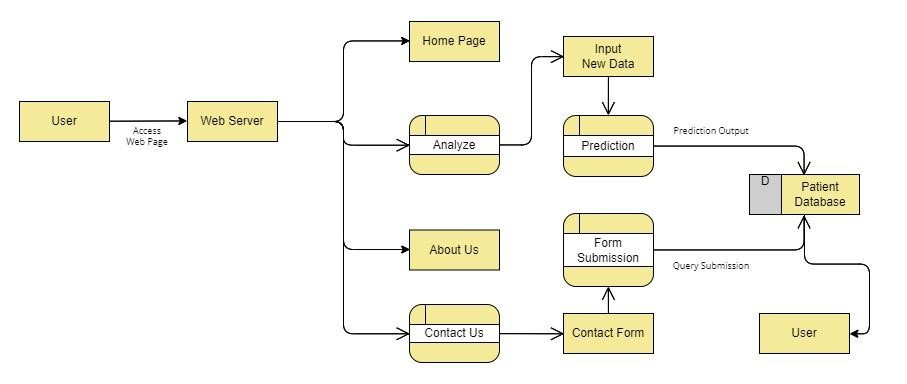 User
Access
Web Page
Web Server
Home Page
Analyze
About Us
Contact Us
Input
New Data
Prediction
Prediction Output
Form
Submission
Query Submission
Contact Form
D
Patient
Database
User